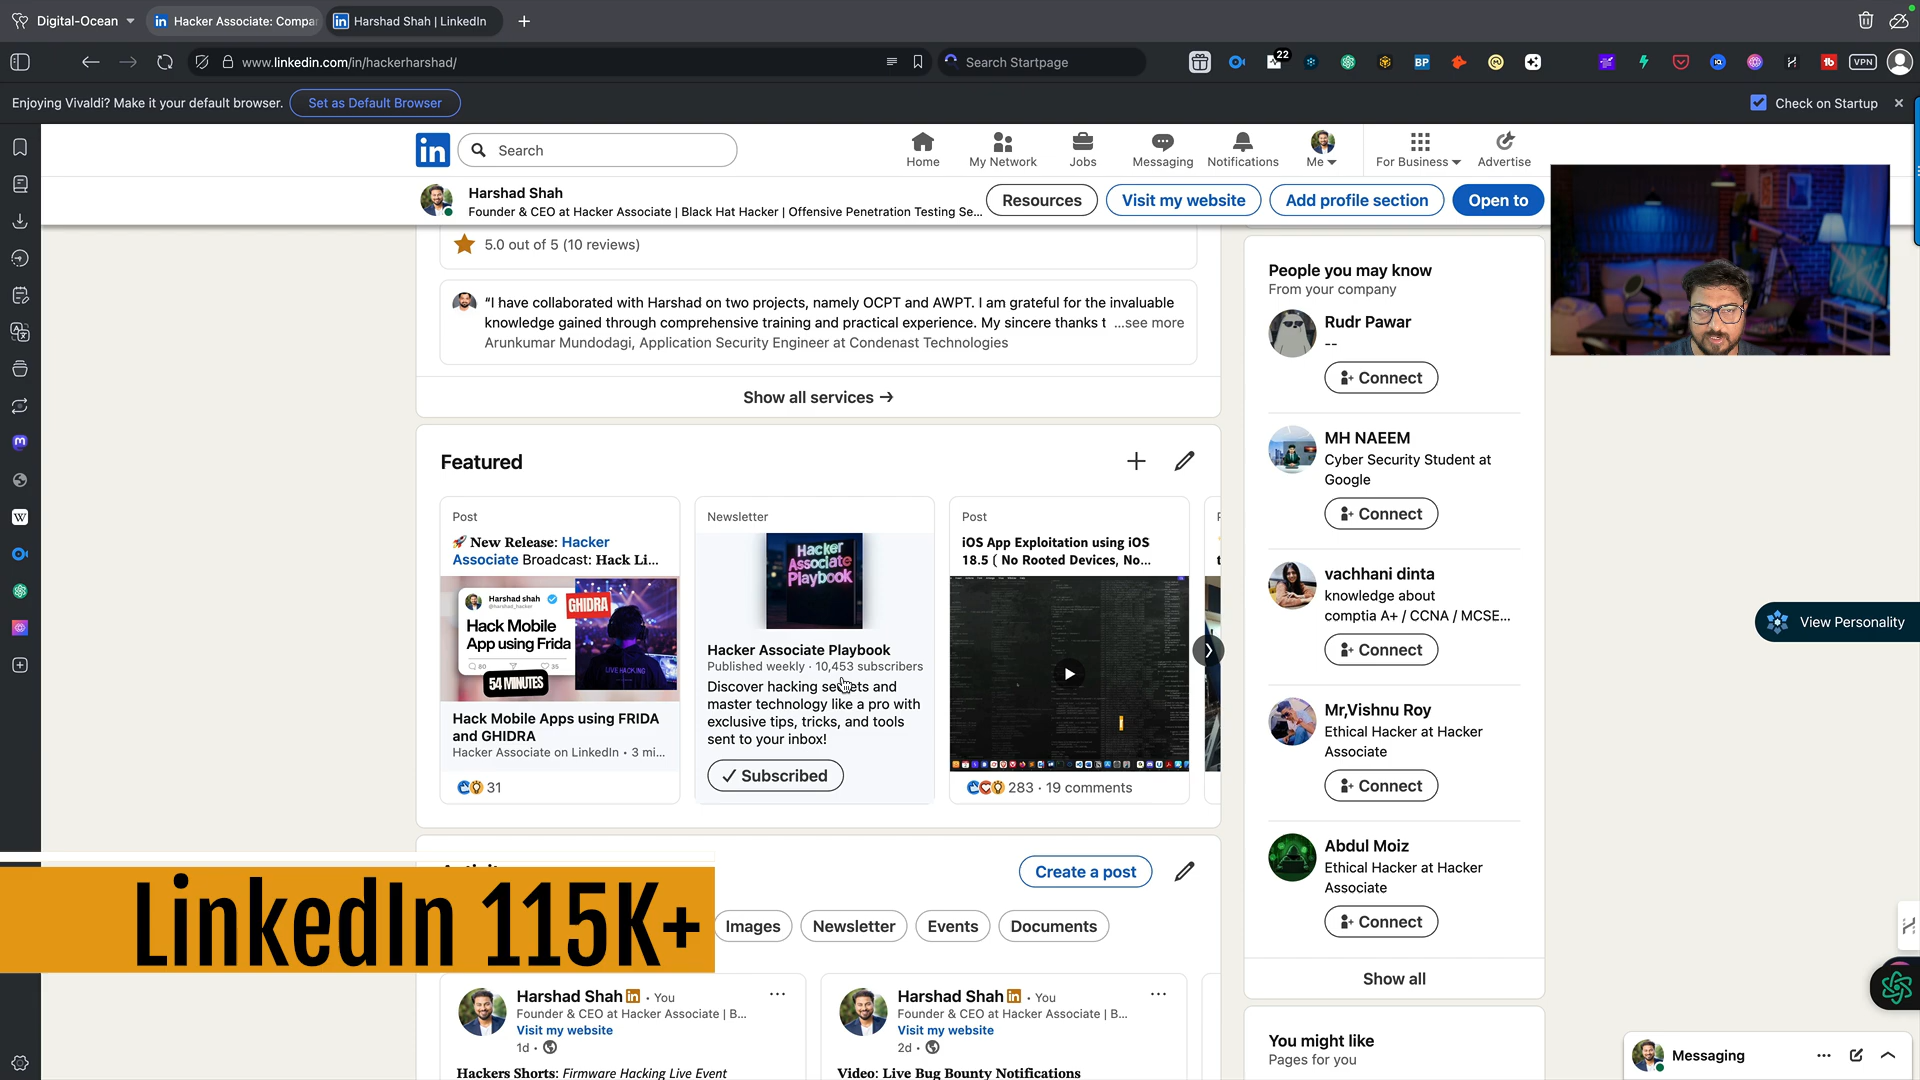 Digital-Ocean
Hacker Associate: Compa
Harshad Shah | LinkedIn
www.linkedin.com/in/hackerharshad/
Search Startpage
22
BP
VPN
Enjoying Vivaldi? Make it your default browser.
Set as Default Browser
Check on Startup
in
Search
Home
My Network
Jobs
Messaging
Notifications
Me
For Business
Advertise
Harshad Shah
Founder & CEO at Hacker Associate | Black Hat Hacker | Offensive Penetration Testing Se...
Resources
Visit my website
Add profile section
Open to
5.0 out of 5 (10 reviews)
“I have collaborated with Harshad on two projects, namely OCPT and AWPT. I am grateful for the invaluable
knowledge gained through comprehensive training and practical experience. My sincere thanks t ...see more
Arunkumar Mundodagi, Application Security Engineer at Condenast Technologies
Show all services →
Featured
Post
🚀 New Release: Hacker
Associate Broadcast: Hack Li...
Harshad shah
@harshad_hacker
GHIDRA
Hack Mobile
App using Frida
80
35
54 MINUTES
LIVE HACKING
Hack Mobile Apps using FRIDA
and GHIDRA
Hacker Associate on LinkedIn • 3 mi...
31
Newsletter
Hacker
Associate
Playbook
Hacker Associate Playbook
Published weekly · 10,453 subscribers
Discover hacking secrets and
master technology like a pro with
exclusive tips, tricks, and tools
sent to your inbox!
✓ Subscribed
Post
iOS App Exploitation using iOS
18.5 ( No Rooted Devices, No...
283 · 19 comments
Create a post
Images
Newsletter
Events
Documents
LinkedIn 115K+
Harshad Shah in • You
Founder & CEO at Hacker Associate | B...
Visit my website
1d •
Hackers Shorts: Firmware Hacking Live Event
Harshad Shah in • You
Founder & CEO at Hacker Associate | B...
Visit my website
2d •
Video: Live Bug Bounty Notifications
People you may know
From your company
Rudr Pawar
--
Connect
MH NAEEM
Cyber Security Student at
Google
Connect
vachhani dinta
knowledge about
comptia A+ / CCNA / MCSE...
Connect
Mr,Vishnu Roy
Ethical Hacker at Hacker
Associate
Connect
Abdul Moiz
Ethical Hacker at Hacker
Associate
Connect
Show all
You might like
Pages for you
View Personality
Messaging